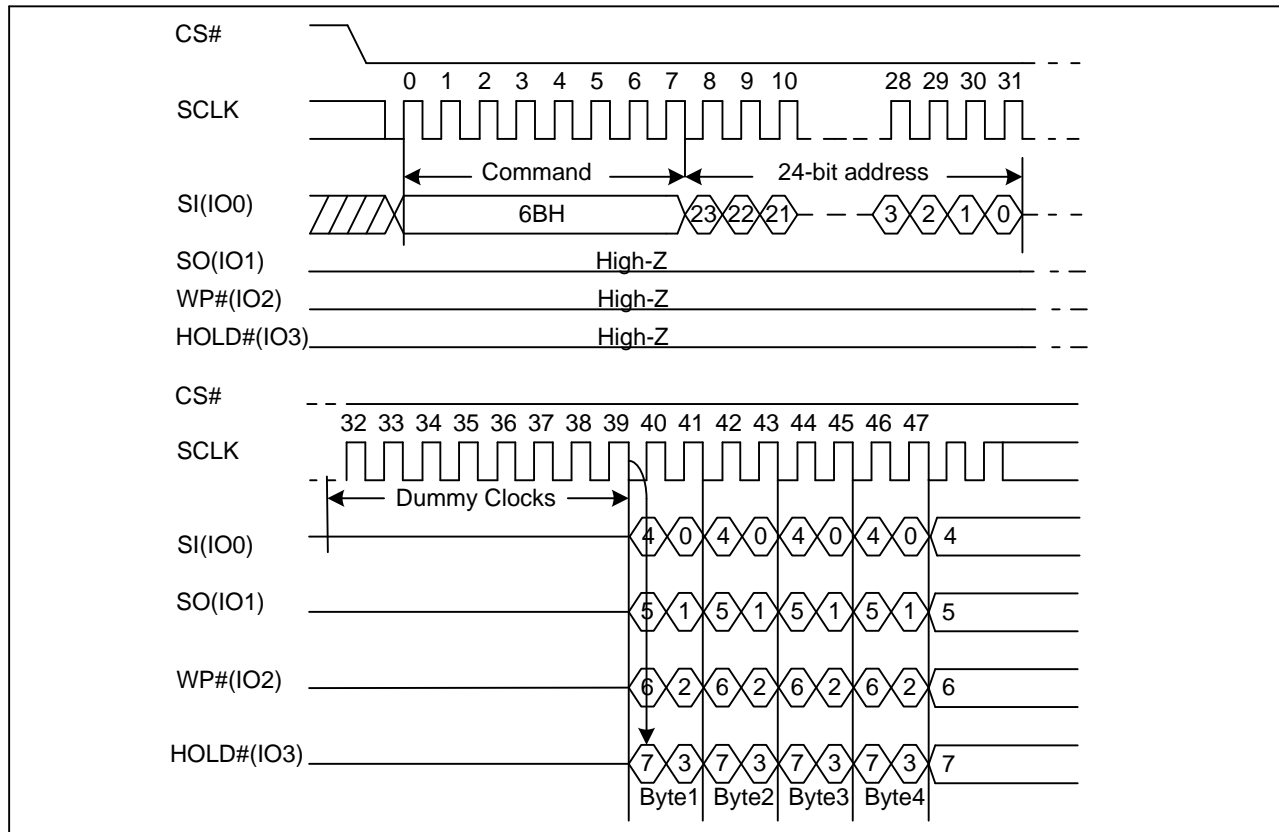 CS#
0 1 2 3 4 5 6 7 8 9 10 28 29 30 31
SCLK
Command 24-bit address
SI(IO0) 6BH 23 22 21 3 2 1 0
SO(IO1) High-Z
WP#(IO2) High-Z
HOLD#(IO3) High-Z
CS#
32 33 34 35 36 37 38 39 40 41 42 43 44 45 46 47
SCLK
Dummy Clocks
SI(IO0) 4 0 4 0 4 0 4 0 4
SO(IO1) 5 1 5 1 5 1 5 1 5
WP#(IO2) 6 2 6 2 6 2 6 2 6
HOLD#(IO3) 7 3 7 3 7 3 7 3 7
Byte1 Byte2 Byte3 Byte4